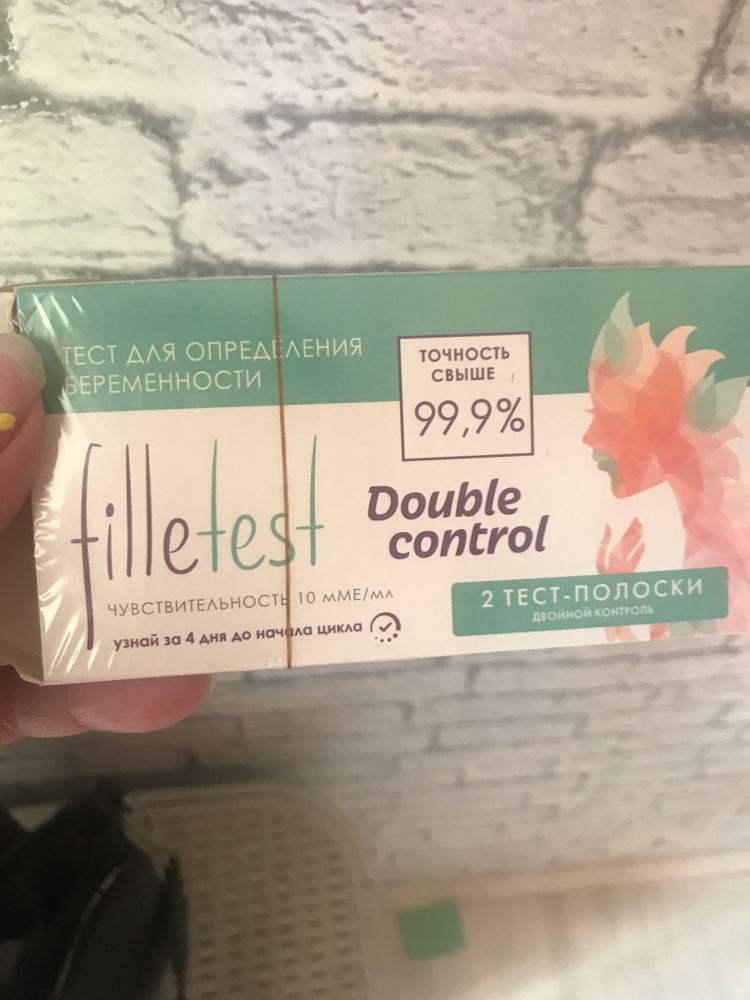 ТЕСТ ДЛЯ ОПРЕДЕЛЕНИЯ
БЕРЕМЕННОСТИ
ТОЧНОСТЬ
СВЫШЕ
99,9%
filletest
Double
control
ЧУВСТВИТЕЛЬНОСТЬ 10 мМЕ/мл
узнай за 4 дня до начала цикла
2 ТЕСТ-ПОЛОСКИ
ДВОЙНОЙ КОНТРОЛЬ